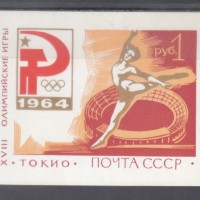 XVIII ОЛИМПИЙСКИЕ ИГРЫ
1964
1 руб.
• ТОКИО • ПОЧТА СССР